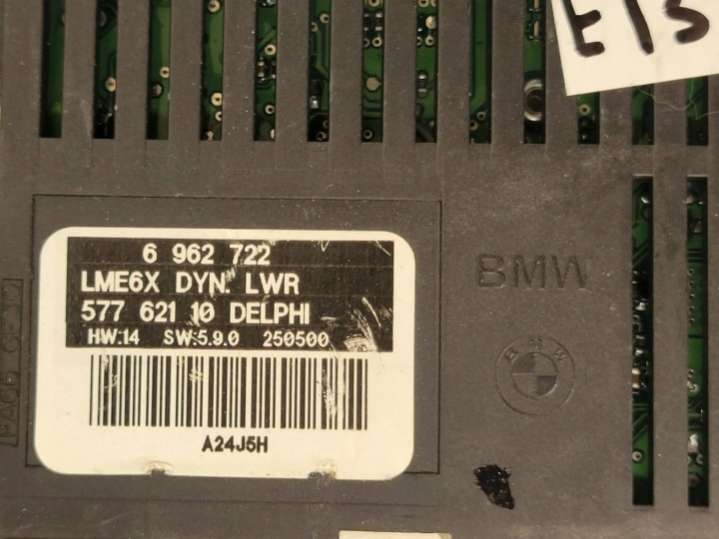 E/S
6 962 722
LME6X DYN. LWR
577 621 10 DELPHI
HW:14 SW:5.9.0 250500
A24J5H
BMW
BMW